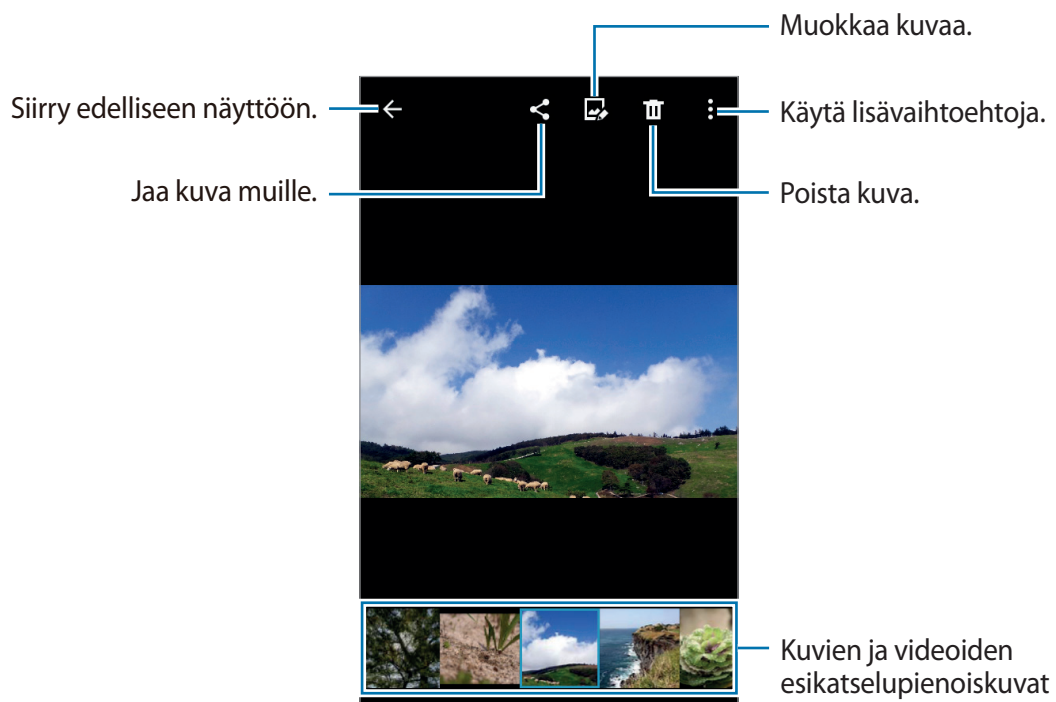 Muokkaa kuvaa.
Siirry edelliseen näyttöön.
Käytä lisävaihtoehtoja.
Jaa kuva muille.
Poista kuva.
Kuvien ja videoiden
esikatselupienoiskuvat